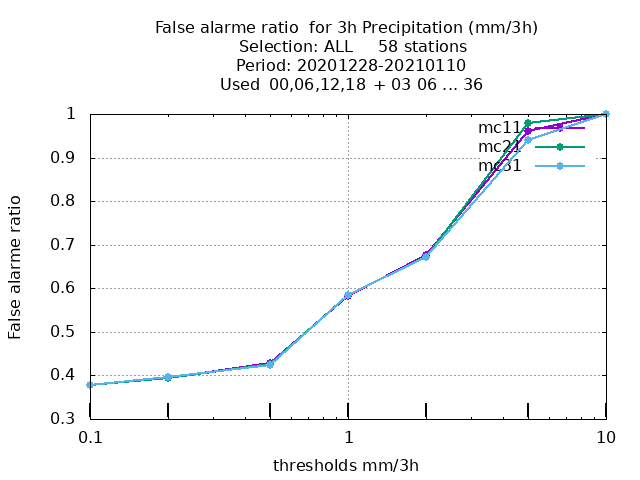 False alarme ratio  for 3h Precipitation (mm/3h)
Selection: ALL     58 stations
Period: 20201228-20210110
Used  00,06,12,18  + 03 06 ... 36
1
0.9
0.8
0.7
0.6
0.5
0.4
0.3
False alarme ratio
mc11
mc21
mc31
0.1 1 10
thresholds mm/3h